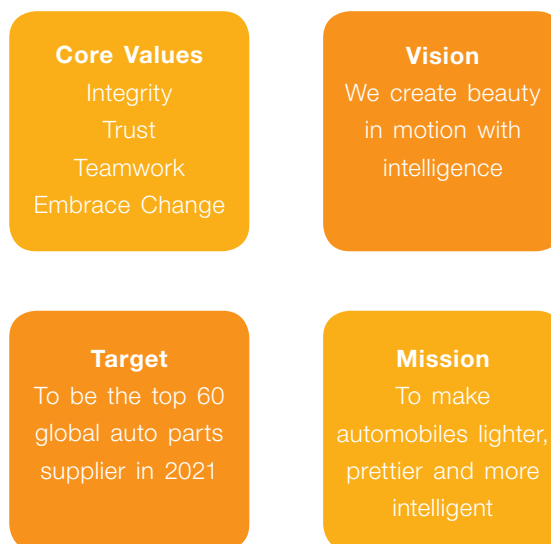 Core Values
Integrity
Trust
Teamwork
Embrace Change
Vision
We create beauty
in motion with
intelligence
Target
To be the top 60
global auto parts
supplier in 2021
Mission
To make
automobiles lighter,
prettier and more
intelligent